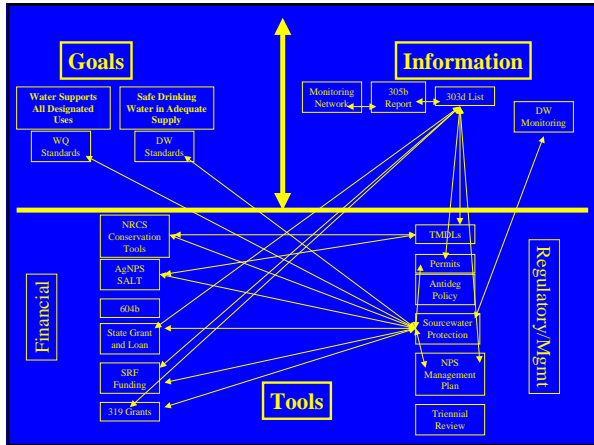 Goals
Information
Water Supports
All Designated
Uses
Safe Drinking
Water in Adequate
Supply
WQ
Standards
DW
Standards
Monitoring
Network
305b
Report
303d List
DW
Monitoring
NRCS
Conservation
Tools
AgNPS
SALT
604b
State Grant
and Loan
SRF
Funding
319 Grants
Financial
Tools
TMDLs
Permits
Antideg
Policy
Sourcewater
Protection
NPS
Management
Plan
Triennial
Review
Regulatory/Mgmt